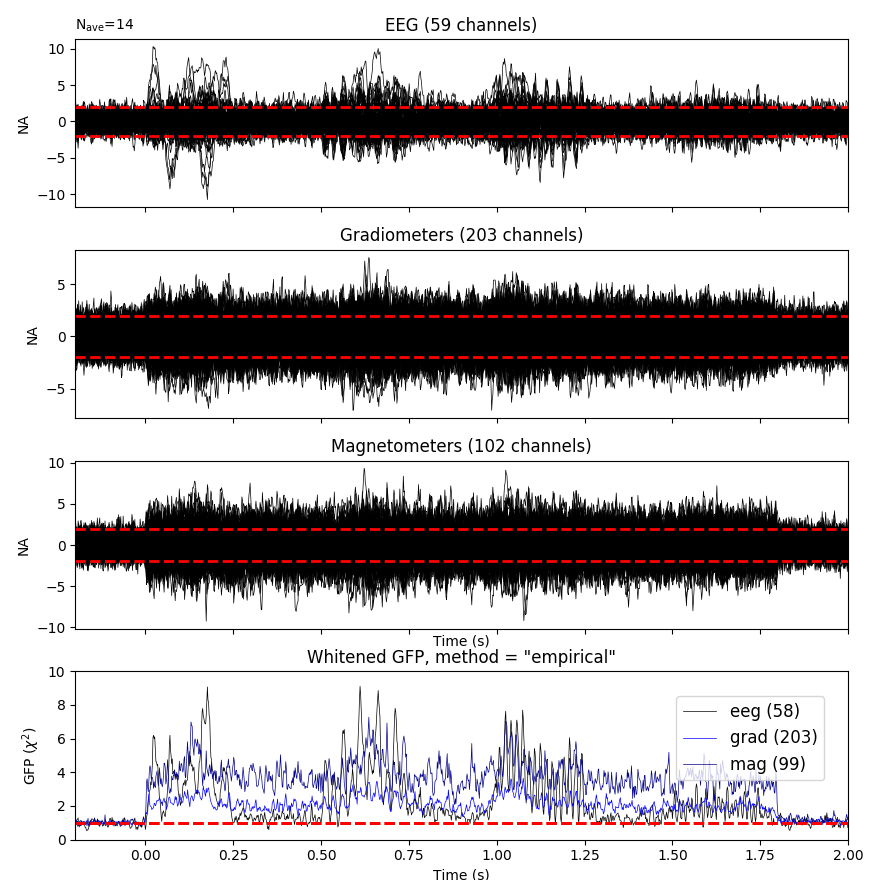 N_ave=14
EEG (59 channels)
10
5
0
−5
−10
NA
Gradiometers (203 channels)
5
0
−5
NA
Magnetometers (102 channels)
10
5
0
−5
−10
NA
Time (s)
Whitened GFP, method = "empirical"
10
8
6
4
2
0
GFP (χ²)
eeg (58)
grad (203)
mag (99)
0.00 0.25 0.50 0.75 1.00 1.25 1.50 1.75 2.00
Time (s)